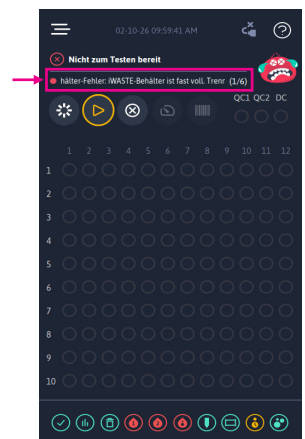 02-10-26 09:59:41 AM
Nicht zum Testen bereit
hälter-Fehler: iWASTE-Behälter ist fast voll. Trenr (1/6)
QC1 QC2 DC
1 2 3 4 5 6 7 8 9 10 11 12
1
2
3
4
5
6
7
8
9
10